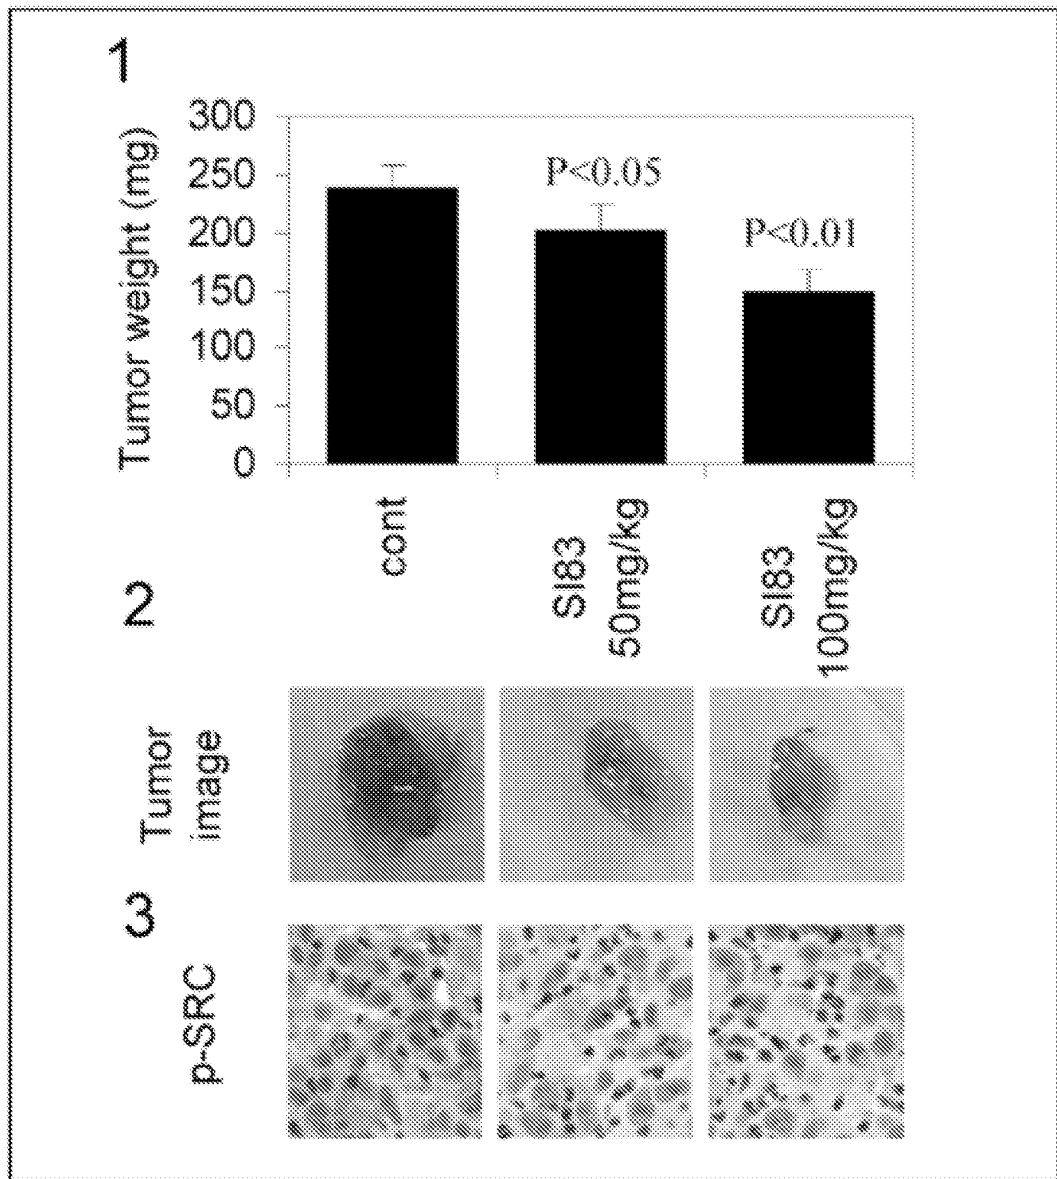 1
Tumor weight (mg)
300
250
200
150
100
50
0
P<0.05
P<0.01
cont
SI83
50mg/kg
SI83
100mg/kg
2
Tumor
image
3
p-SRC